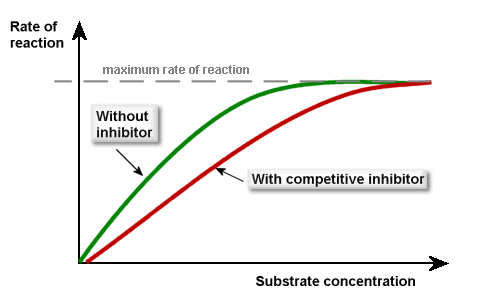 Rate of
reaction
maximum rate of reaction
Without
inhibitor
With competitive inhibitor
Substrate concentration